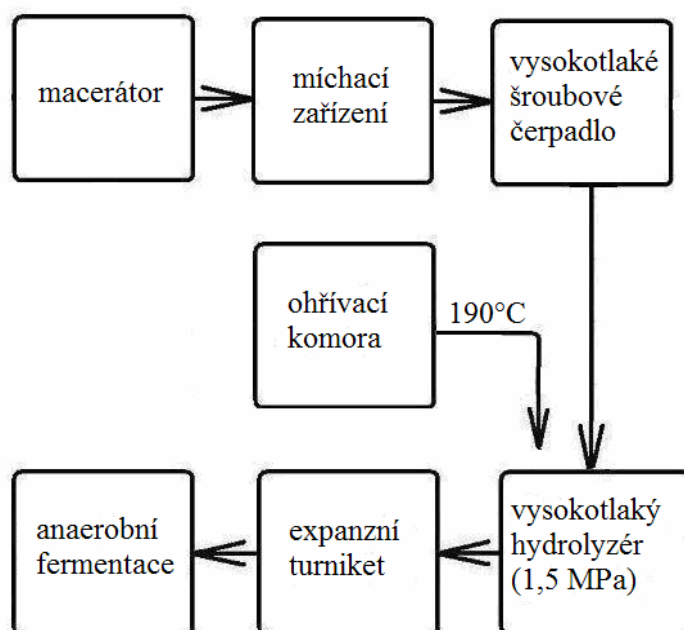 macerátor
míchací
zařízení
vysokotlaké
šroubové
čerpadlo
ohřívací
komora
190°C
anaerobní
fermentace
expanzní
turniket
vysokotlaký
hydrolyzér
(1,5 MPa)